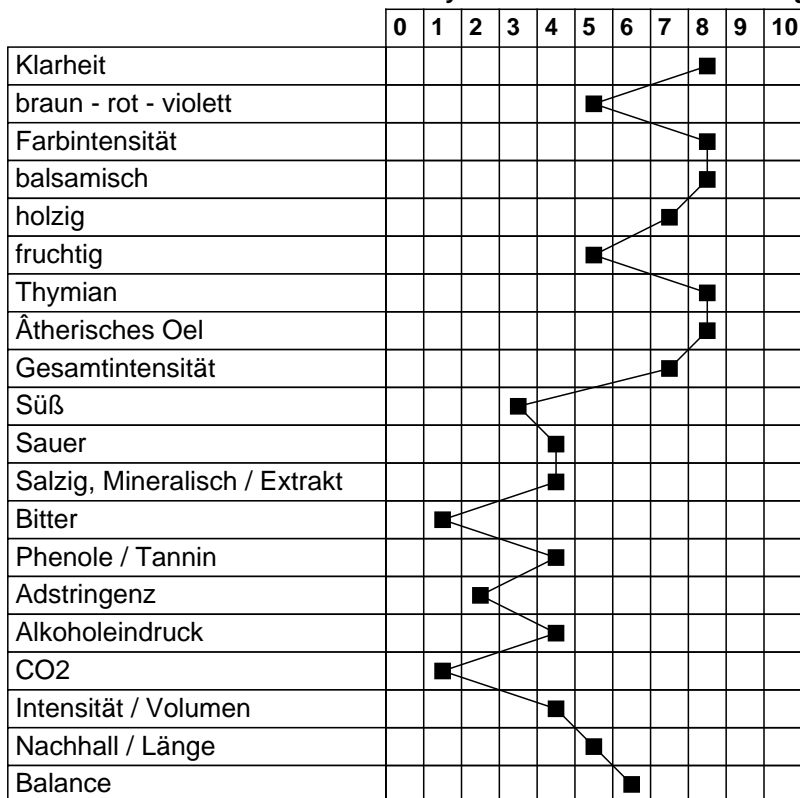 0 1 2 3 4 5 6 7 8 9 10
Klarheit
braun - rot - violett
Farbintensität
balsamisch
holzig
fruchtig
Thymian
Âtherisches Oel
Gesamtintensität
Süß
Sauer
Salzig, Mineralisch / Extrakt
Bitter
Phenole / Tannin
Adstringenz
Alkoholeindruck
CO2
Intensität / Volumen
Nachhall / Länge
Balance